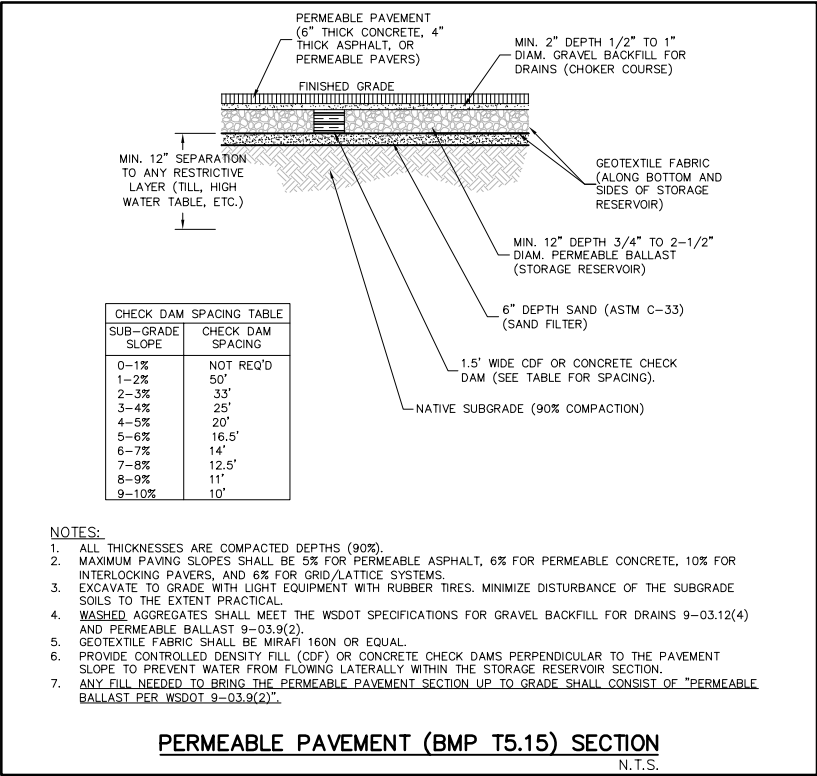 PERMEABLE PAVEMENT
(6" THICK CONCRETE, 4"
THICK ASPHALT, OR
PERMEABLE PAVERS)
MIN. 2" DEPTH 1/2" TO 1"
DIAM. GRAVEL BACKFILL FOR
DRAINS (CHOKER COURSE)
FINISHED GRADE
MIN. 12" SEPARATION
TO ANY RESTRICTIVE
LAYER (TILL, HIGH
WATER TABLE, ETC.)
GEOTEXTILE FABRIC
(ALONG BOTTOM AND
SIDES OF STORAGE
RESERVOIR)
MIN. 12" DEPTH 3/4" TO 2-1/2"
DIAM. PERMEABLE BALLAST
(STORAGE RESERVOIR)
6" DEPTH SAND (ASTM C-33)
(SAND FILTER)
1.5' WIDE CDF OR CONCRETE CHECK
DAM (SEE TABLE FOR SPACING).
NATIVE SUBGRADE (90% COMPACTION)
CHECK DAM SPACING TABLE
SUB-GRADE SLOPE CHECK DAM SPACING
0-1% NOT REQ'D
1-2% 50'
2-3% 33'
3-4% 25'
4-5% 20'
5-6% 16.5'
6-7% 14'
7-8% 12.5'
8-9% 11'
9-10% 10'
NOTES:
1. ALL THICKNESSES ARE COMPACTED DEPTHS (90%).
2. MAXIMUM PAVING SLOPES SHALL BE 5% FOR PERMEABLE ASPHALT, 6% FOR PERMEABLE CONCRETE, 10% FOR
INTERLOCKING PAVERS, AND 6% FOR GRID/LATTICE SYSTEMS.
3. EXCAVATE TO GRADE WITH LIGHT EQUIPMENT WITH RUBBER TIRES. MINIMIZE DISTURBANCE OF THE SUBGRADE
SOILS TO THE EXTENT PRACTICAL.
4. WASHED AGGREGATES SHALL MEET THE WSDOT SPECIFICATIONS FOR GRAVEL BACKFILL FOR DRAINS 9-03.12(4)
AND PERMEABLE BALLAST 9-03.9(2).
5. GEOTEXTILE FABRIC SHALL BE MIRAFI 160N OR EQUAL.
6. PROVIDE CONTROLLED DENSITY FILL (CDF) OR CONCRETE CHECK DAMS PERPENDICULAR TO THE PAVEMENT
SLOPE TO PREVENT WATER FROM FLOWING LATERALLY WITHIN THE STORAGE RESERVOIR SECTION.
7. ANY FILL NEEDED TO BRING THE PERMEABLE PAVEMENT SECTION UP TO GRADE SHALL CONSIST OF "PERMEABLE
BALLAST PER WSDOT 9-03.9(2)".
PERMEABLE PAVEMENT (BMP T5.15) SECTION
N.T.S.